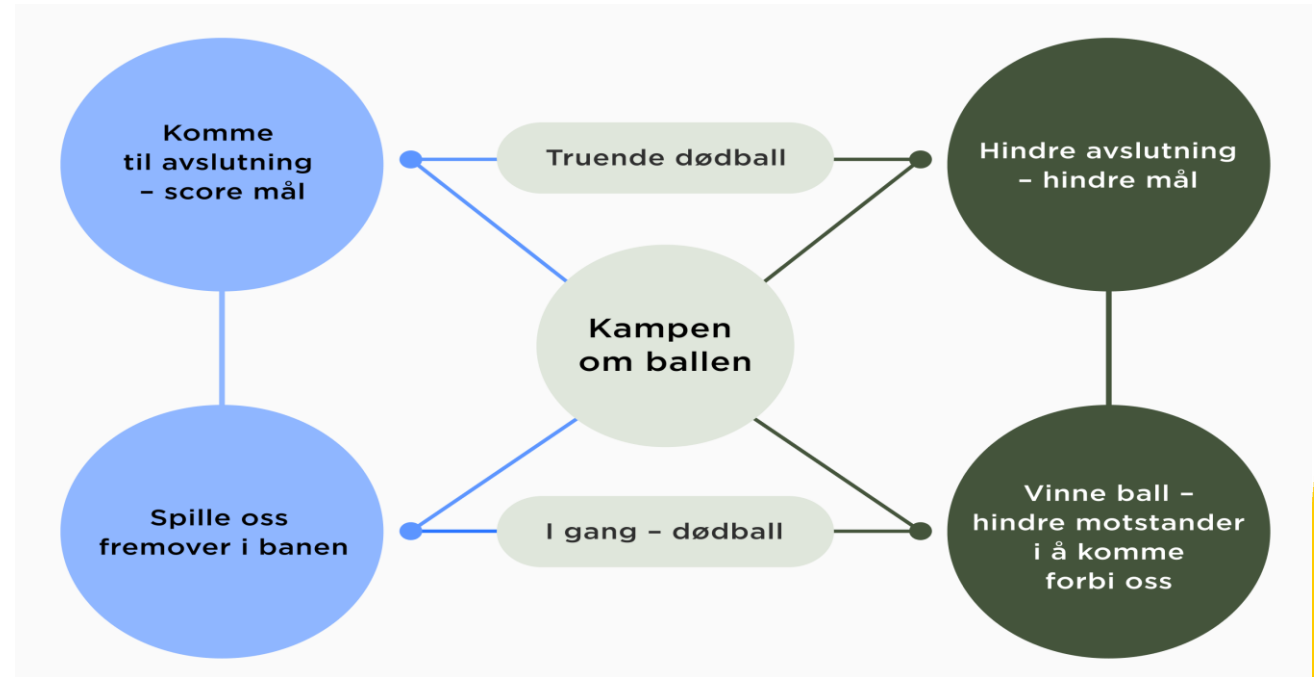 Komme
til avslutning
– score mål
Truende dødball
Hindre avslutning
– hindre mål
Kampen
om ballen
Spille oss
fremover i banen
I gang – dødball
Vinne ball –
hindre motstander
i å komme
forbi oss